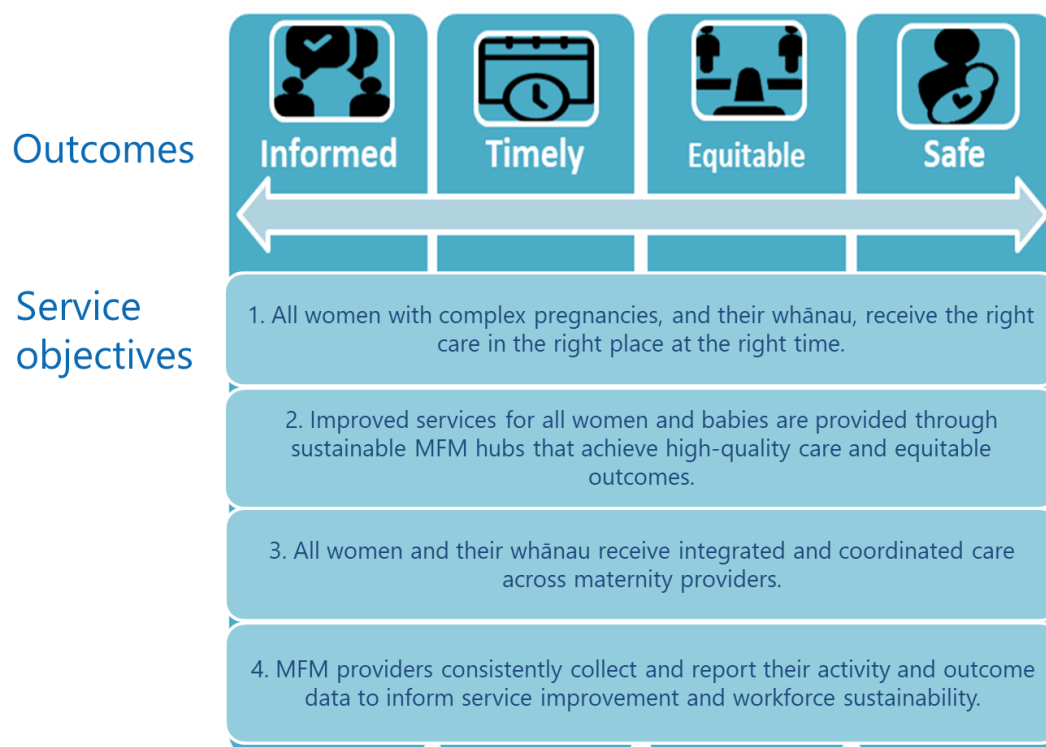 Outcomes
Informed
Timely
Equitable
Safe
Service
objectives
1. All women with complex pregnancies, and their whānau, receive the right
care in the right place at the right time.
2. Improved services for all women and babies are provided through
sustainable MFM hubs that achieve high-quality care and equitable
outcomes.
3. All women and their whānau receive integrated and coordinated care
across maternity providers.
4. MFM providers consistently collect and report their activity and outcome
data to inform service improvement and workforce sustainability.